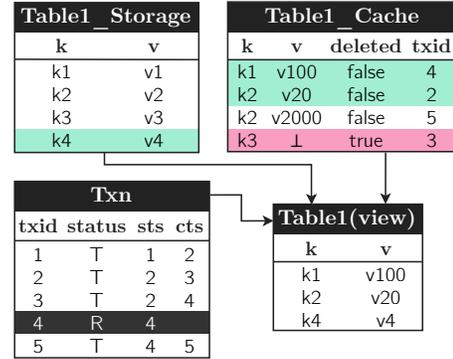 Table1_Storage
k v
k1 v1
k2 v2
k3 v3
k4 v4
Table1_Cache
k v deleted txid
k1 v100 false 4
k2 v20 false 2
k2 v2000 false 5
k3 ⊥ true 3
Txn
txid status sts cts
1 T 1 2
2 T 2 3
3 T 2 4
4 R 4
5 T 4 5
Table1(view)
k v
k1 v100
k2 v20
k4 v4